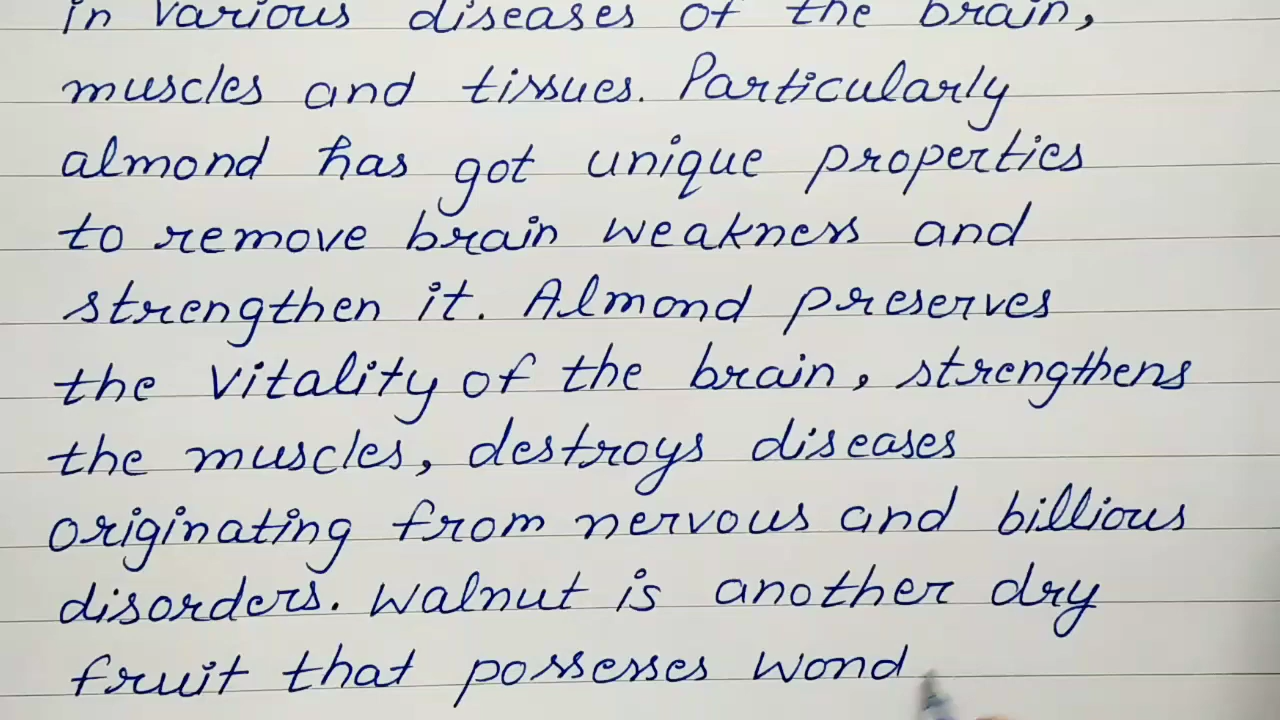 in various diseases of the brain,
muscles and tissues. Particularly
almond has got unique properties
to remove brain weakness and
strengthen it. Almond preserves
the vitality of the brain, strengthens
the muscles, destroys diseases
originating from nervous and billious
disorders. Walnut is another dry
fruit that possesses wond